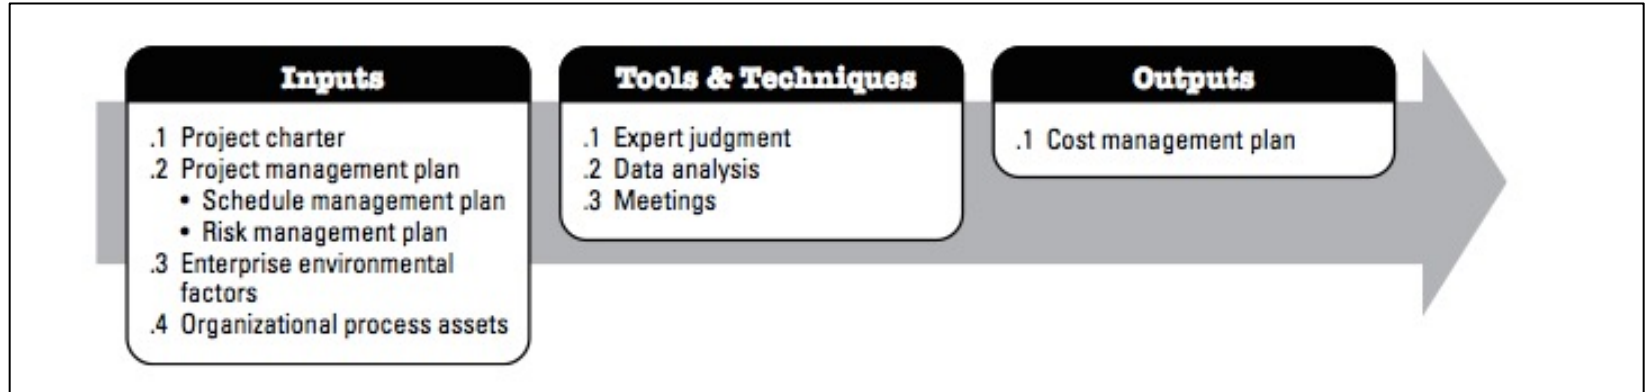 Inputs
.1 Project charter
.2 Project management plan
• Schedule management plan
• Risk management plan
.3 Enterprise environmental
factors
.4 Organizational process assets
Tools & Techniques
.1 Expert judgment
.2 Data analysis
.3 Meetings
Outputs
.1 Cost management plan